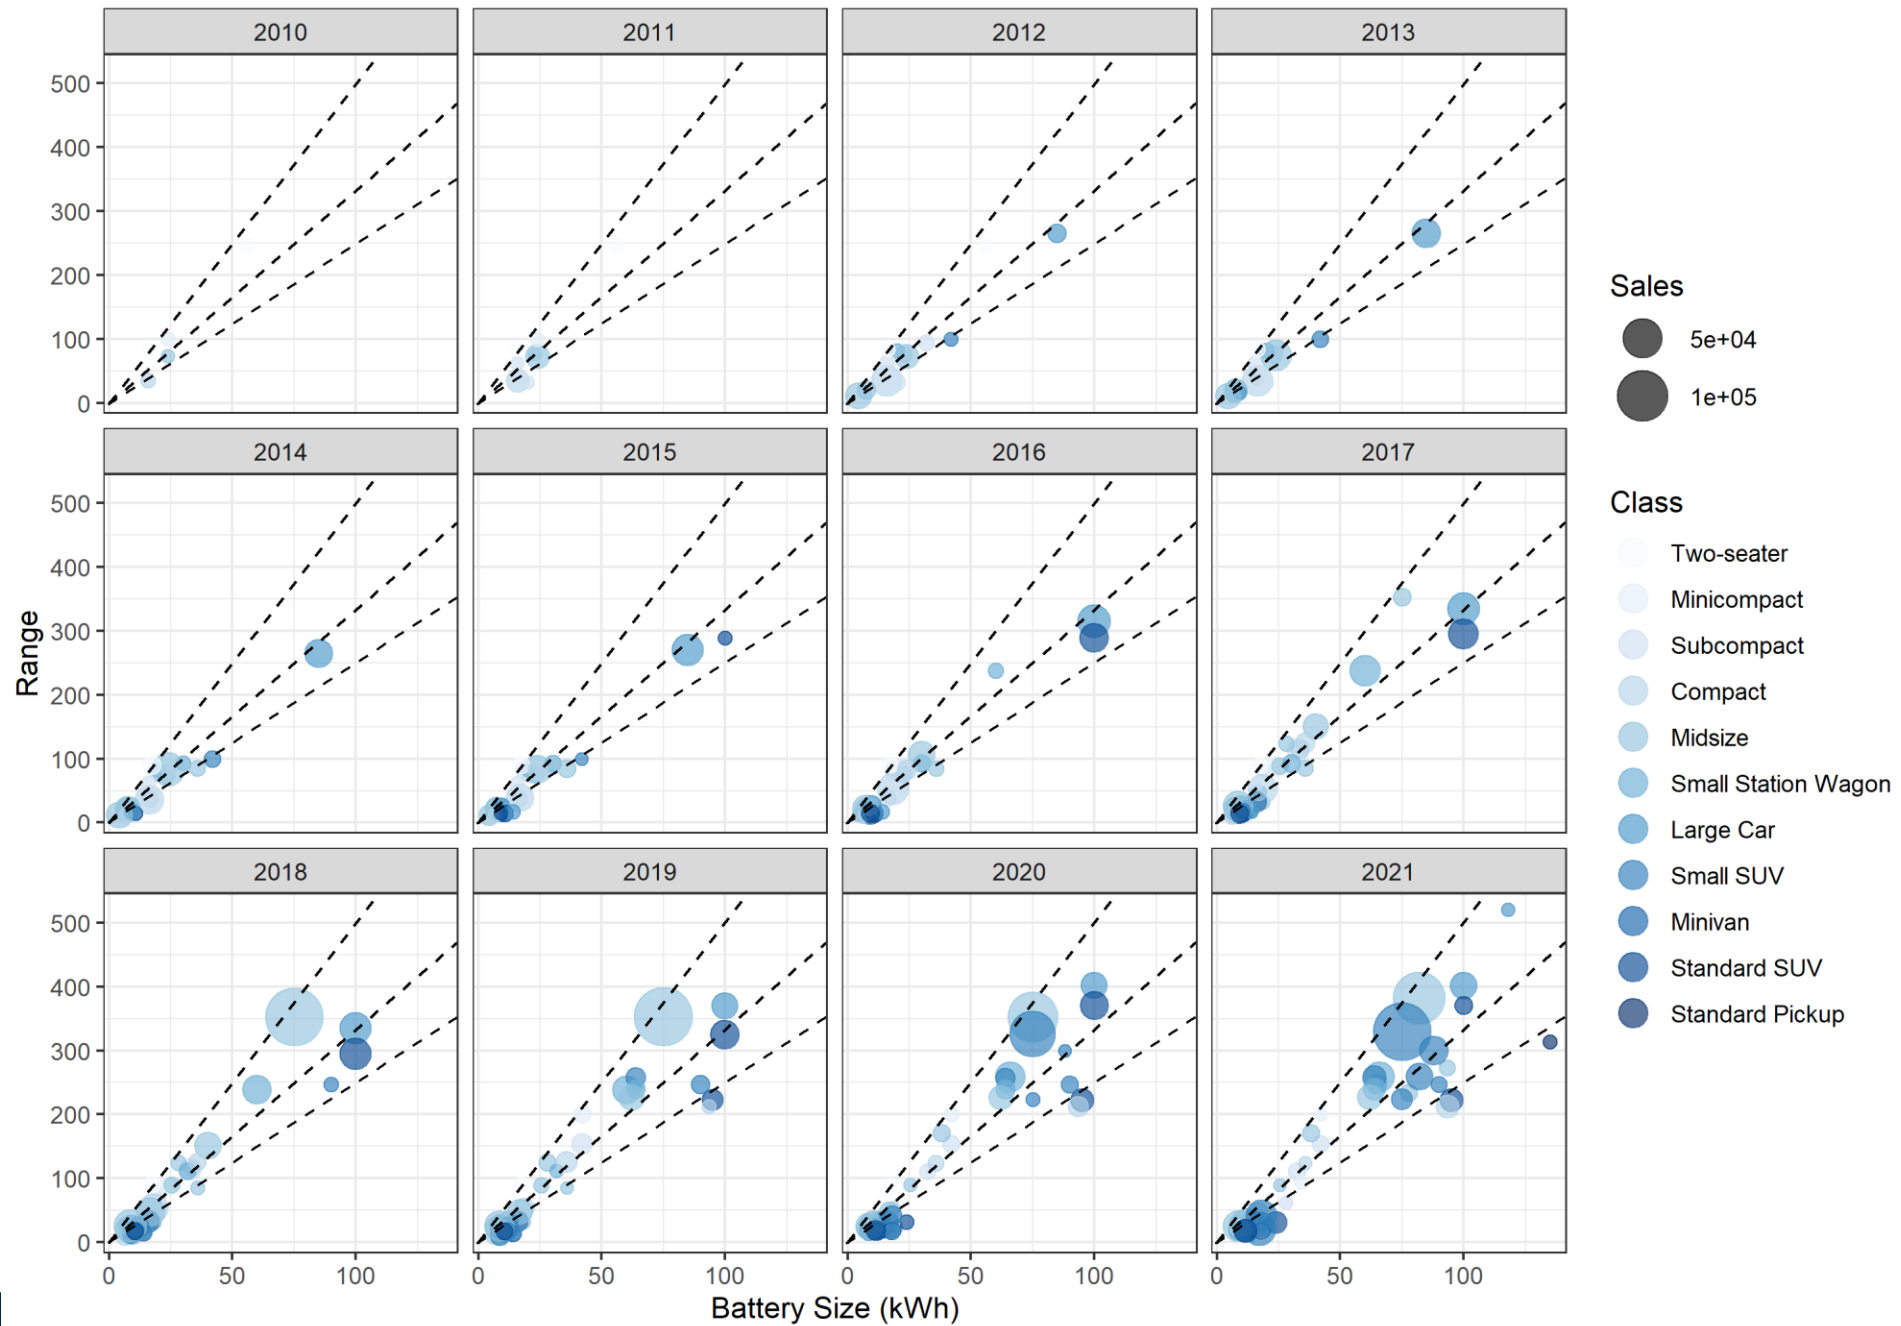 2010 2011 2012 2013
500
400
300
200
100
0
2014 2015 2016 2017
500
400
300
200
100
0
2018 2019 2020 2021
500
400
300
200
100
0
0 50 100 0 50 100 0 50 100 0 50 100
Range
Battery Size (kWh)
Sales
5e+04
1e+05
Class
Two-seater
Minicompact
Subcompact
Compact
Midsize
Small Station Wagon
Large Car
Small SUV
Minivan
Standard SUV
Standard Pickup